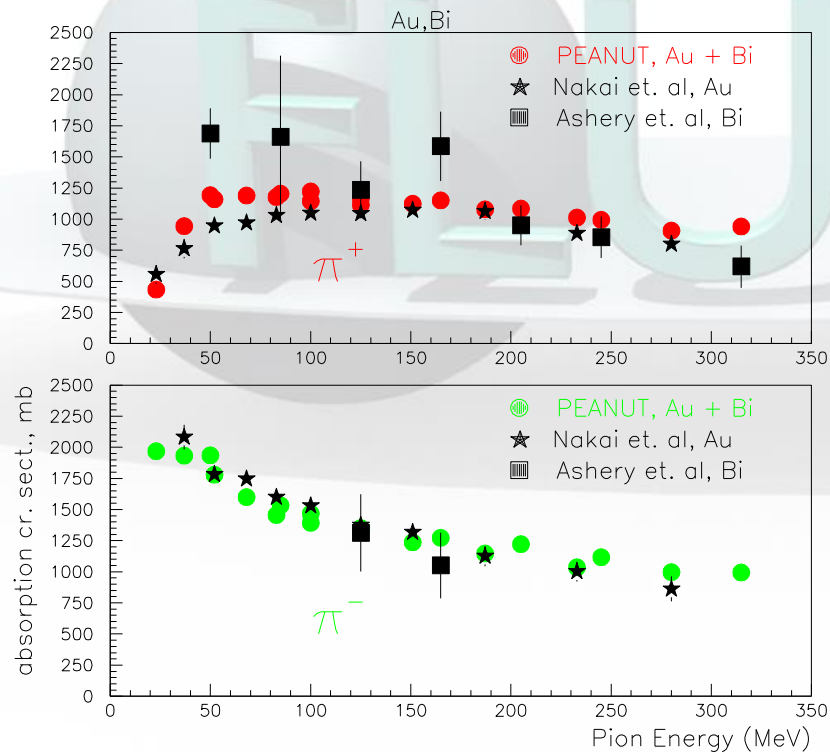 Au,Bi
2500
2250
2000
1750
1500
1250
1000
750
500
250
0
PEANUT, Au + Bi
Nakai et. al, Au
Ashery et. al, Bi
π+
0 50 100 150 200 250 300 350
absorption cr. sect., mb
2500
2250
2000
1750
1500
1250
1000
750
500
250
0
PEANUT, Au + Bi
Nakai et. al, Au
Ashery et. al, Bi
π−
0 50 100 150 200 250 300 350
Pion Energy (MeV)